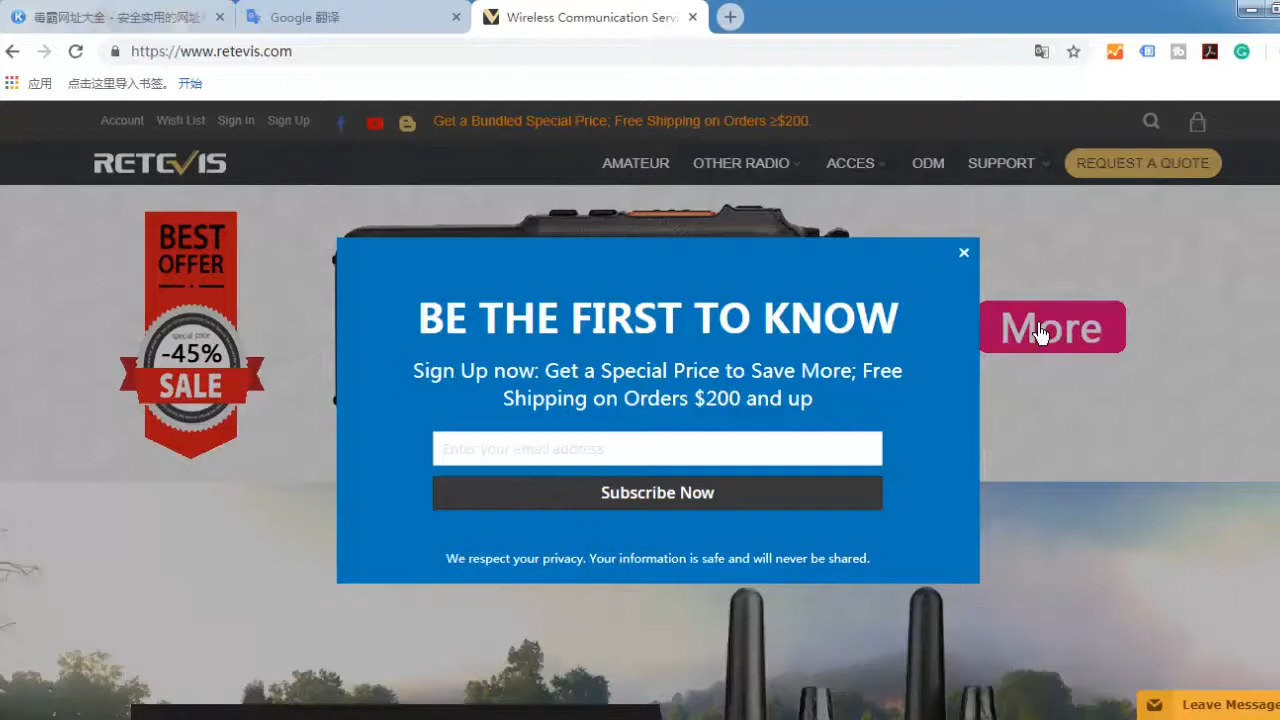 毒霸网址大全 - 安全实用的网址
Google 翻译
Wireless Communication Servi
https://www.retevis.com
应用
点击这里导入书签。
开始
Account
Wish List
Sign In
Sign Up
Get a Bundled Special Price; Free Shipping on Orders ≥$200.
RETEVIS
AMATEUR
OTHER RADIO
ACCES
ODM
SUPPORT
REQUEST A QUOTE
BEST
OFFER
special price
-45%
SALE
BE THE FIRST TO KNOW
Sign Up now: Get a Special Price to Save More; Free
Shipping on Orders $200 and up
Enter your email address
Subscribe Now
We respect your privacy. Your information is safe and will never be shared.
More
Leave Message